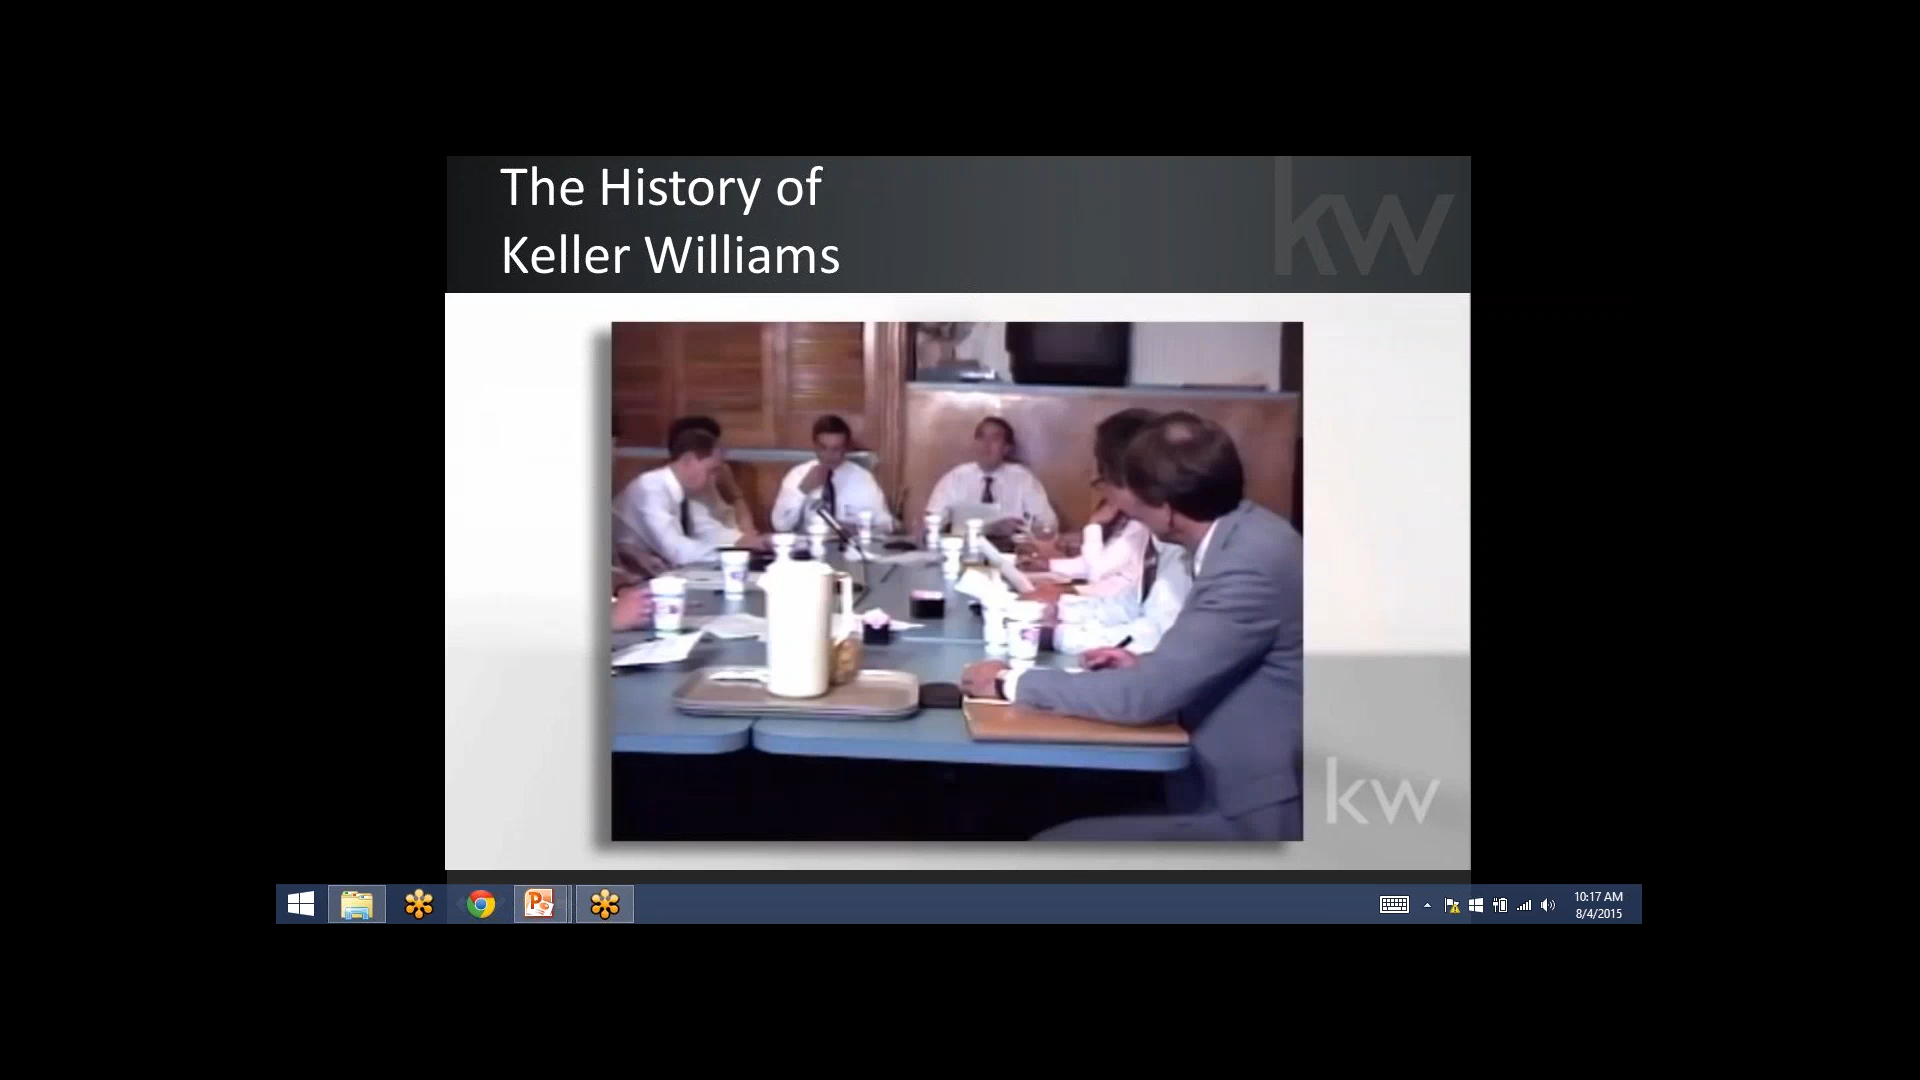 The History of
Keller Williams
kw
kw
10:17 AM
8/4/2015